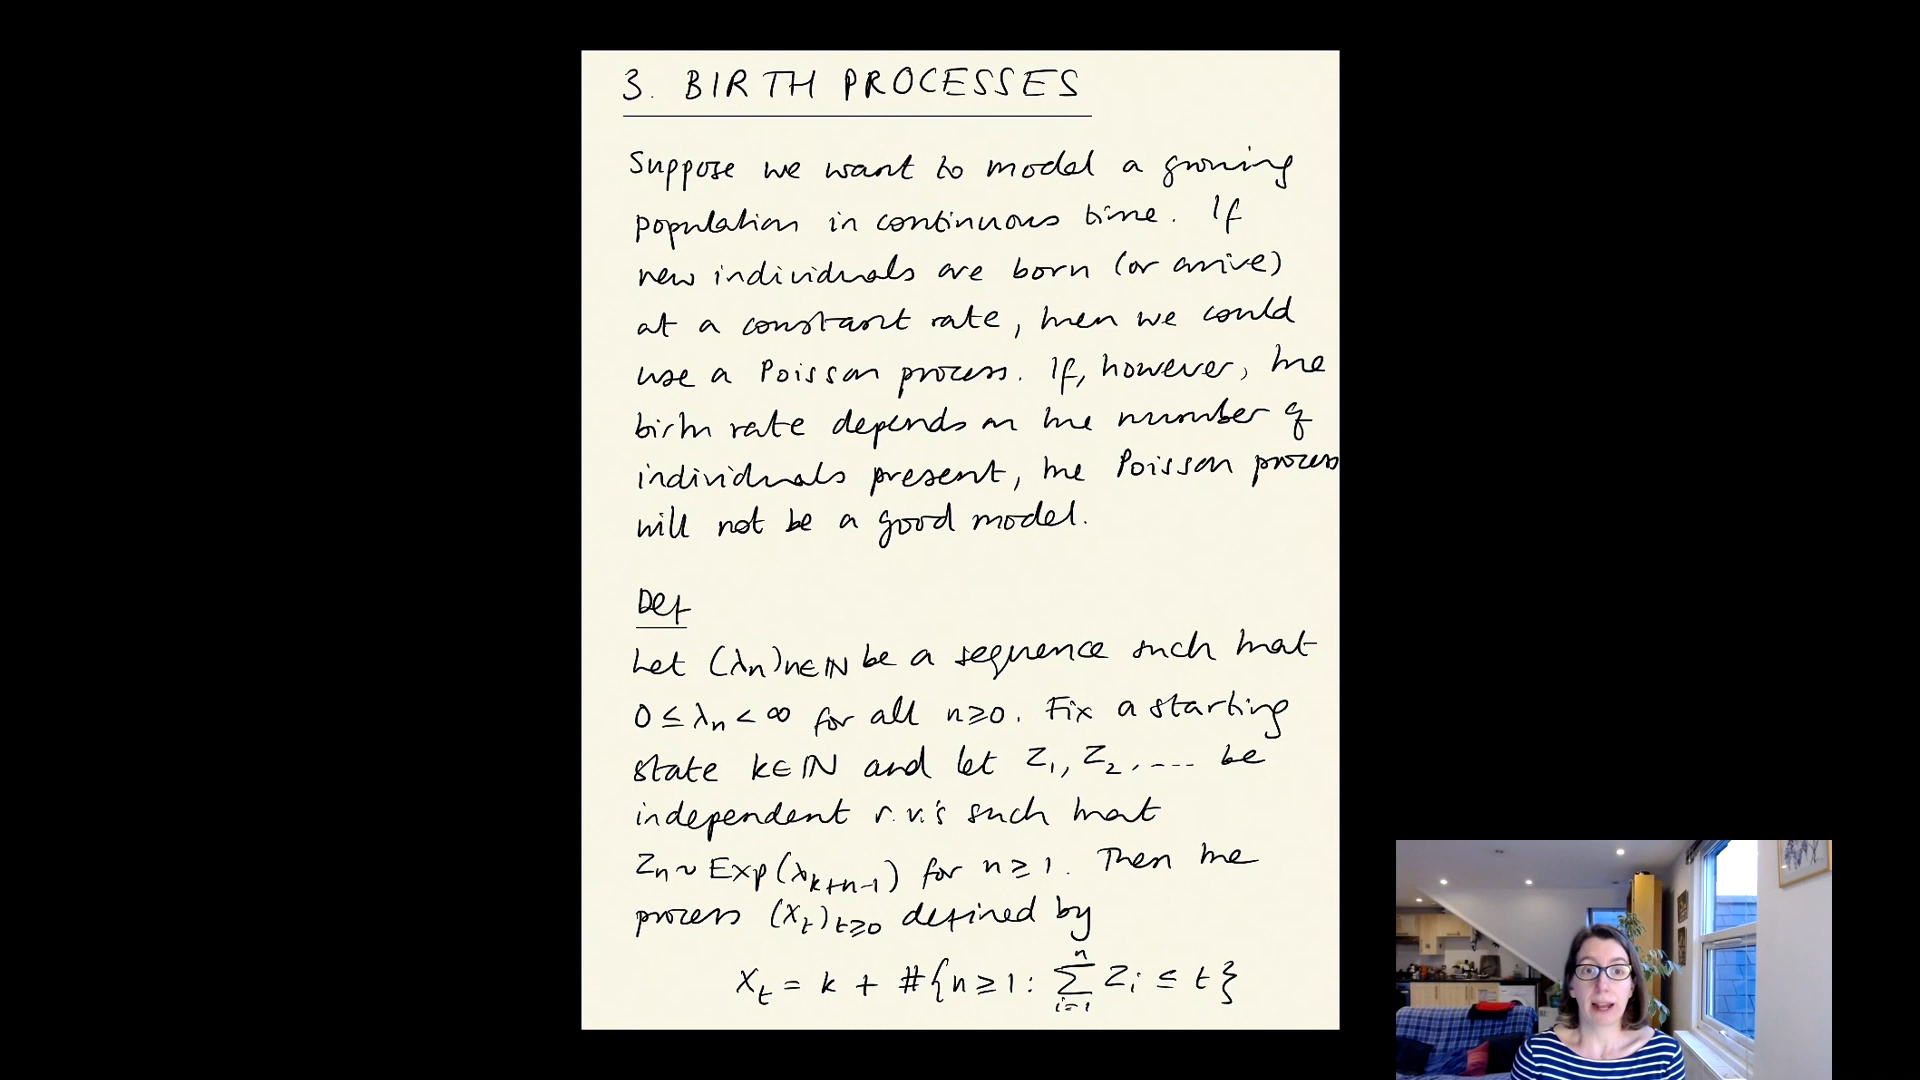 3. BIRTH PROCESSES
Suppose we want to model a growing
population in continuous time. If
new individuals are born (or arrive)
at a constant rate, then we could
use a Poisson process. If, however, the
birth rate depends on the number of
individuals present, the Poisson process
will not be a good model.
Def
Let (λₙ)n∈ℕ be a sequence such that
0 ≤ λₙ < ∞ for all n≥0. Fix a starting
state k∈ℕ and let Z₁, Z₂, .... be
independent r.v.'s such that
Zₙ ~ Exp(λₖ₊ₙ₋₁) for n ≥ 1. Then the
process (Xₜ)t≥0 defined by
Xₜ = k + #{n ≥ 1: ∑ᵢ₌₁ⁿ Zᵢ ≤ t}